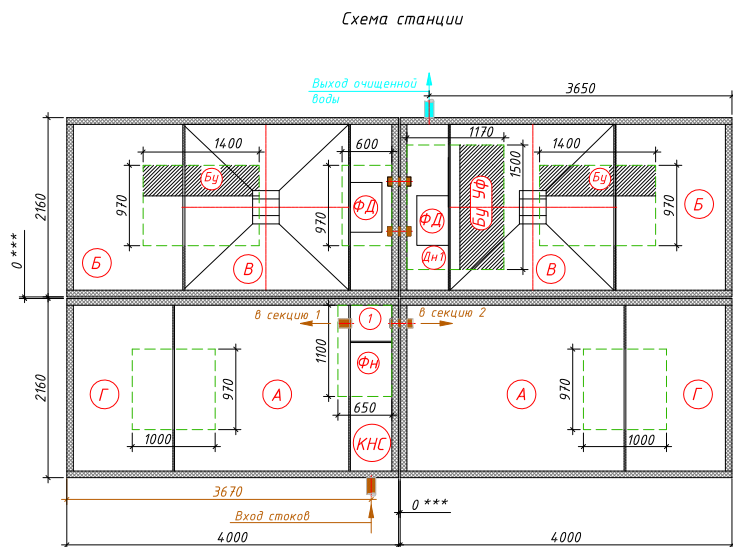 Схема станции
Выход очищенной
воды
3650
1400
600
1170
1400
Бу
970
970
ФД
ФД
Бу Уф
1500
Бу
970
Б
2160
Б
В
Дн1
В
0 ***
в секцию 1
1
в секцию 2
1100
Фн
2160
Г
970
А
А
970
Г
1000
650
1000
КНС
3670
0 ***
Вход стоков
4000
4000